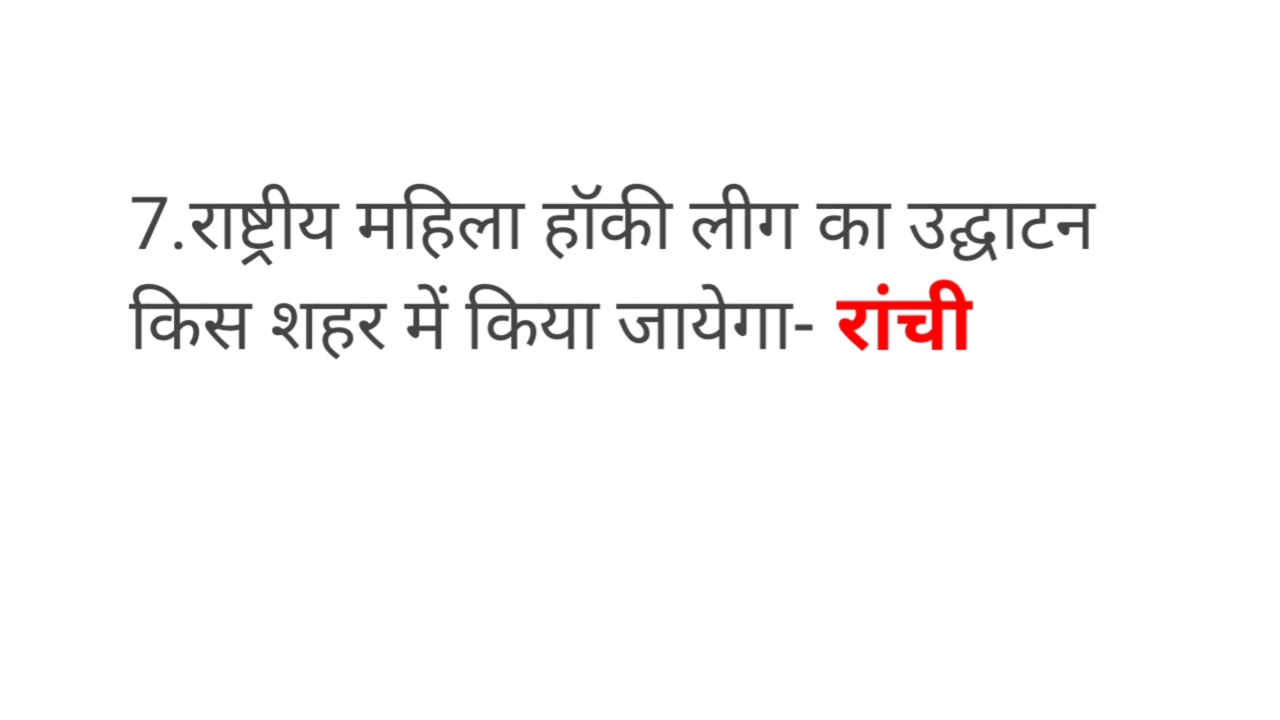 7.राष्ट्रीय महिला हॉकी लीग का उद्घाटन
किस शहर में किया जायेगा- रांची